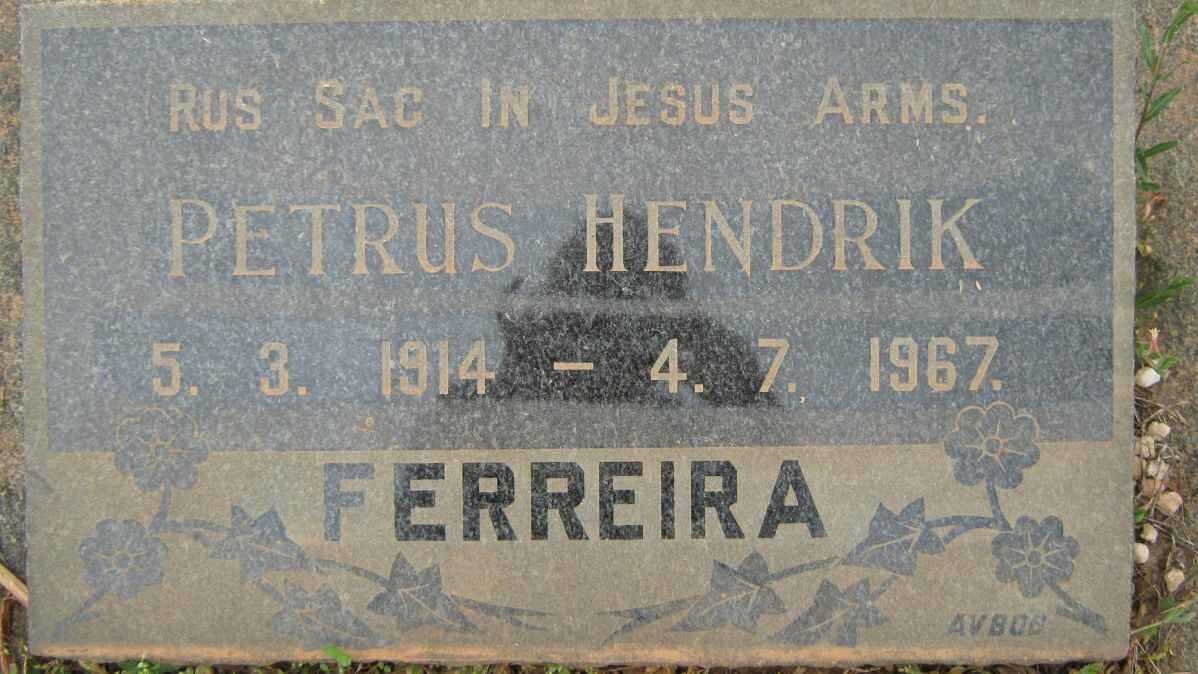 RUS SAC IN JESUS ARMS.
PETRUS HENDRIK
5. 3. 1914 – 4. 7. 1967.
FERREIRA
AVBOB